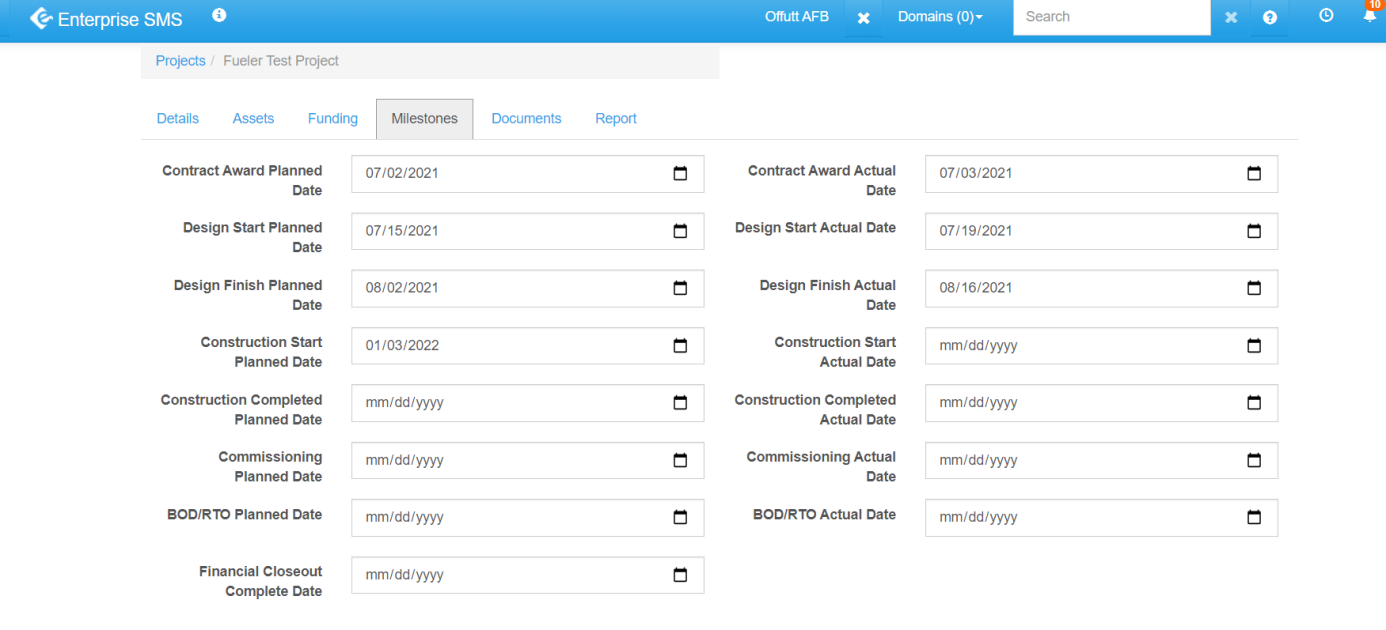 Enterprise SMS
Offutt AFB
Domains (0)
Search
10
Projects / Fueler Test Project
Details Assets Funding Milestones Documents Report
Contract Award Planned
Date
07/02/2021
Contract Award Actual
Date
07/03/2021
Design Start Planned
Date
07/15/2021
Design Start Actual Date
07/19/2021
Design Finish Planned
Date
08/02/2021
Design Finish Actual
Date
08/16/2021
Construction Start
Planned Date
01/03/2022
Construction Start
Actual Date
mm/dd/yyyy
Construction Completed
Planned Date
mm/dd/yyyy
Construction Completed
Actual Date
mm/dd/yyyy
Commissioning
Planned Date
mm/dd/yyyy
Commissioning Actual
Date
mm/dd/yyyy
BOD/RTO Planned Date
mm/dd/yyyy
BOD/RTO Actual Date
mm/dd/yyyy
Financial Closeout
Complete Date
mm/dd/yyyy